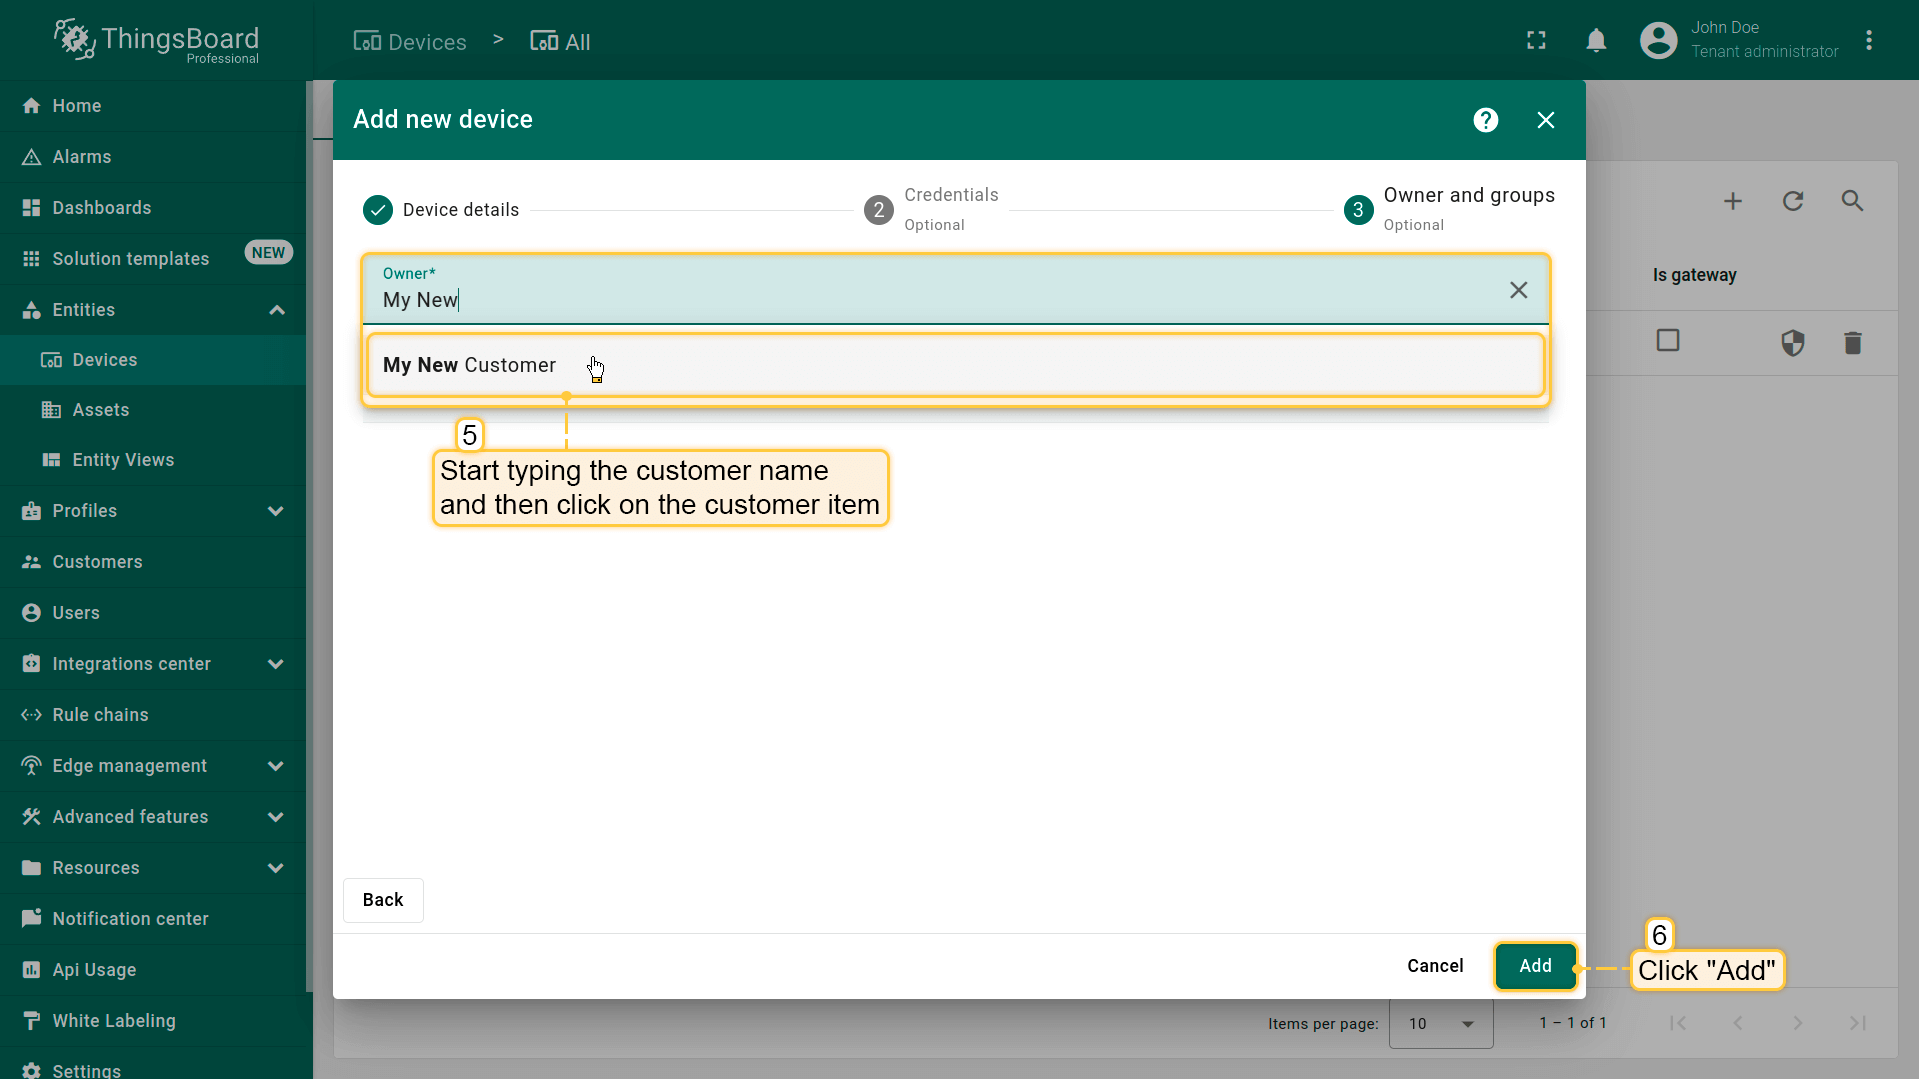 ThingsBoard
Professional
Devices > All
John Doe
Tenant administrator
Home
Alarms
Dashboards
Solution templates NEW
Entities
Devices
Assets
Entity Views
Profiles
Customers
Users
Integrations center
Rule chains
Edge management
Advanced features
Resources
Notification center
Api Usage
White Labeling
Settings
Add new device
Device details
2 Credentials
Optional
3 Owner and groups
Optional
Owner*
My New
My New Customer
5
Start typing the customer name
and then click on the customer item
Is gateway
Back
Cancel
Add
6
Click "Add"
Items per page: 10
1 – 1 of 1